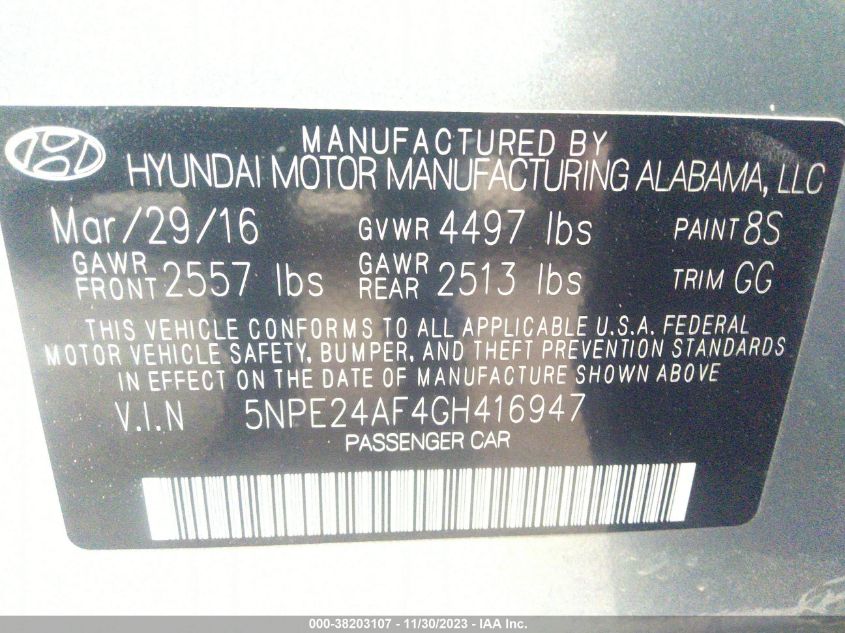 MANUFACTURED BY
HYUNDAI MOTOR MANUFACTURING ALABAMA, LLC
Mar/29/16 GVWR 4497 lbs PAINT 8S
GAWR FRONT 2557 lbs GAWR REAR 2513 lbs TRIM GG
THIS VEHICLE CONFORMS TO ALL APPLICABLE U.S.A. FEDERAL
MOTOR VEHICLE SAFETY, BUMPER, AND THEFT PREVENTION STANDARDS
IN EFFECT ON THE DATE OF MANUFACTURE SHOWN ABOVE
V.I.N 5NPE24AF4GH416947
PASSENGER CAR
000-38203107 - 11/30/2023 - IAA Inc.